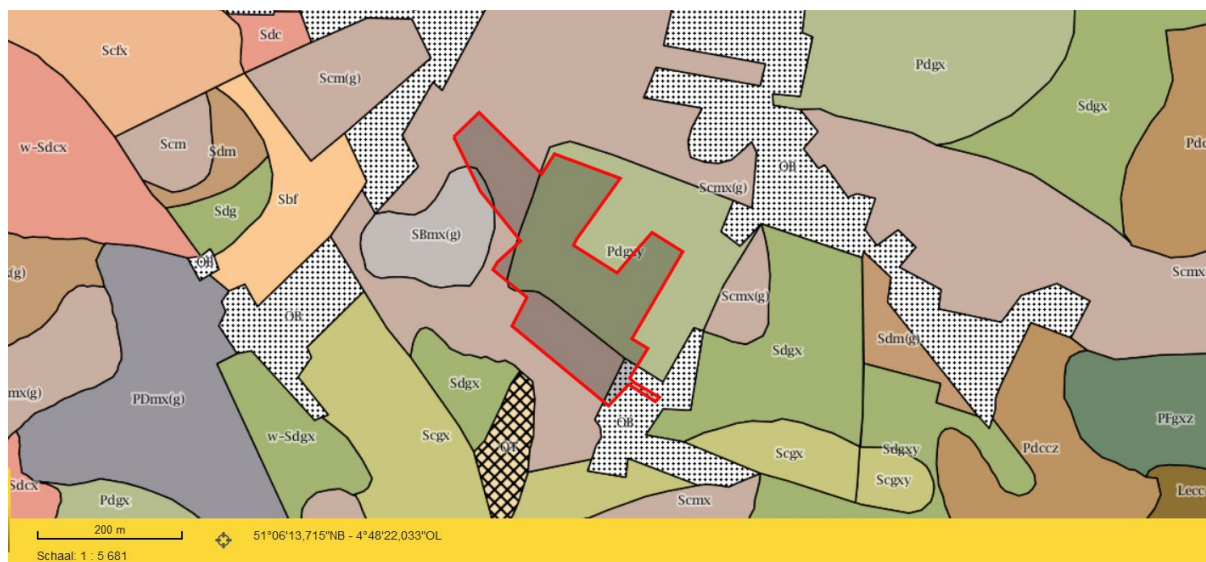 Sdc
Scfx
Scm(g)
Pdgx
Sdgx
w-Sdcx
Scm
Sdm
Pdc
OB
Scmx(g)
Sdg
Sbf
SBmx(g)
Pdgxy
x(g)
OB
Scmx
Scmx(g)
OB
Sdm(g)
Sdgx
mx(g)
PDmx(g)
Sdgx
PFgxz
w-Sdgx
Scgx
OB
OT
Scgx
Sdgxy
Pdccz
Sdcx
Pdgx
Scmx
Scgxy
Lecc
200 m
51°06'13,715"NB - 4°48'22,033"OL
Schaal: 1 : 5 681